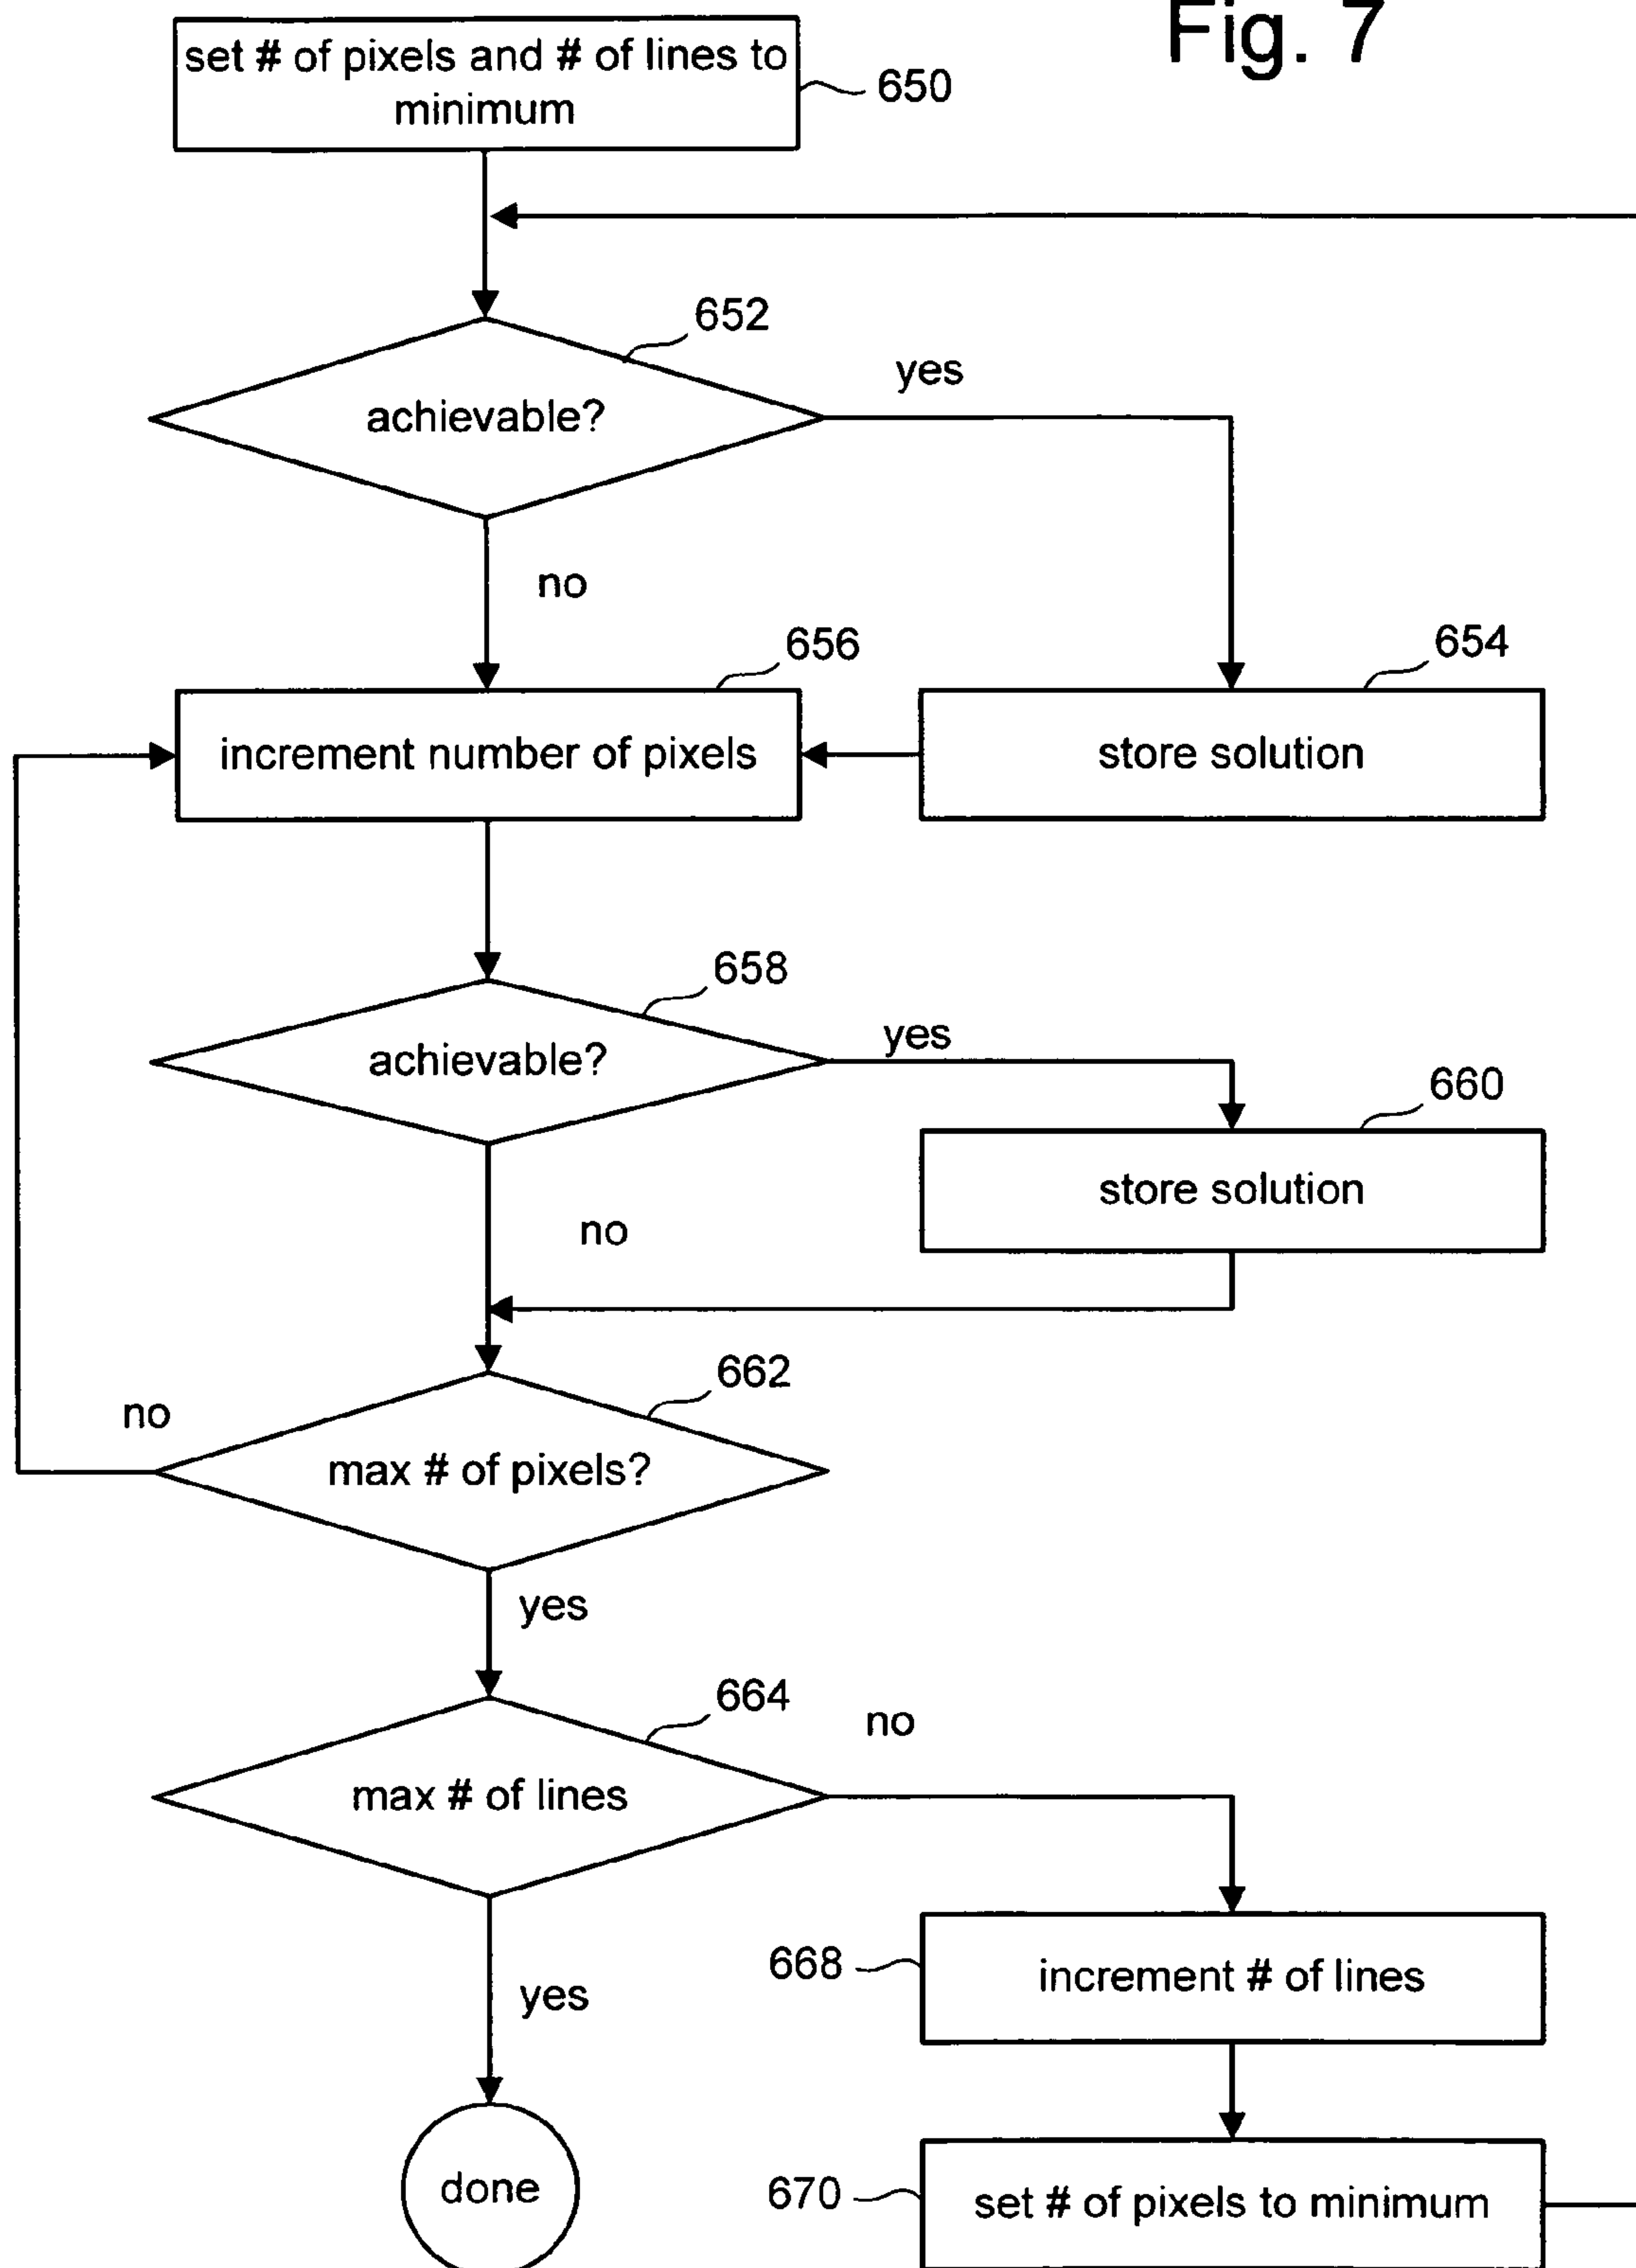 Fig. 7
set # of pixels and # of lines to
minimum
650
652
achievable?
yes
no
656
654
increment number of pixels
store solution
658
achievable?
yes
660
store solution
no
662
no
max # of pixels?
yes
664
no
max # of lines
668
increment # of lines
yes
done
670
set # of pixels to minimum